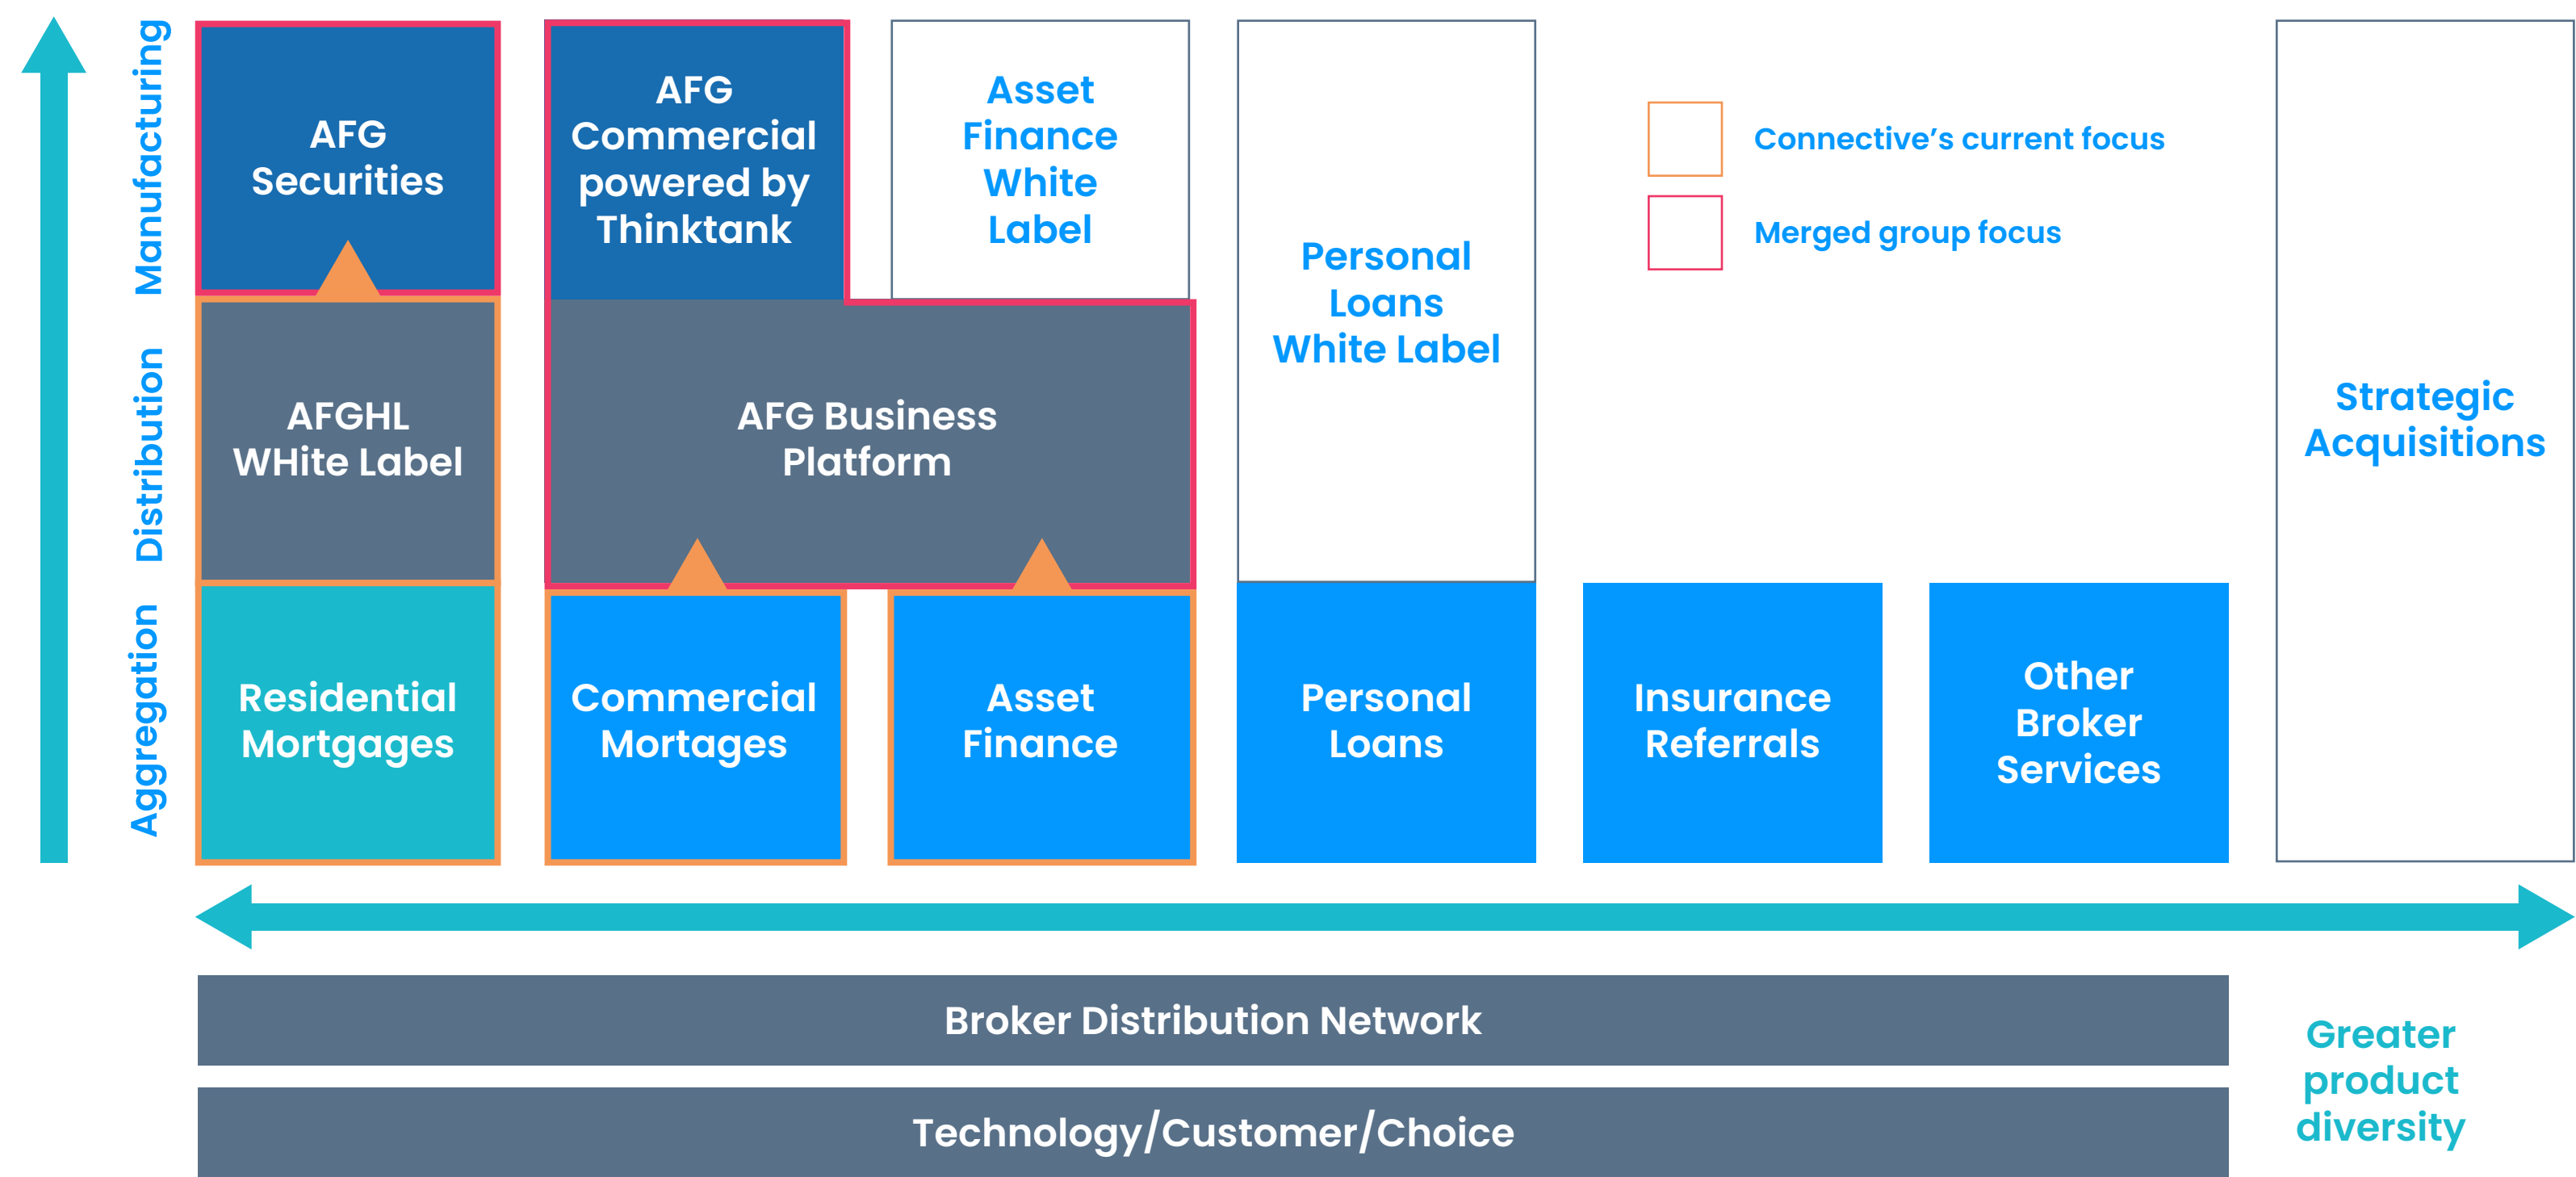 Manufacturing
Distribution
Aggregation
AFG
Securities
AFG
Commercial
powered by
Thinktank
Asset
Finance
White
Label
Personal
Loans
White Label
Connective’s current focus
Merged group focus
Strategic
Acquisitions
AFGHL
WHite Label
AFG Business
Platform
Residential
Mortgages
Commercial
Mortages
Asset
Finance
Personal
Loans
Insurance
Referrals
Other
Broker
Services
Broker Distribution Network
Technology/Customer/Choice
Greater
product
diversity